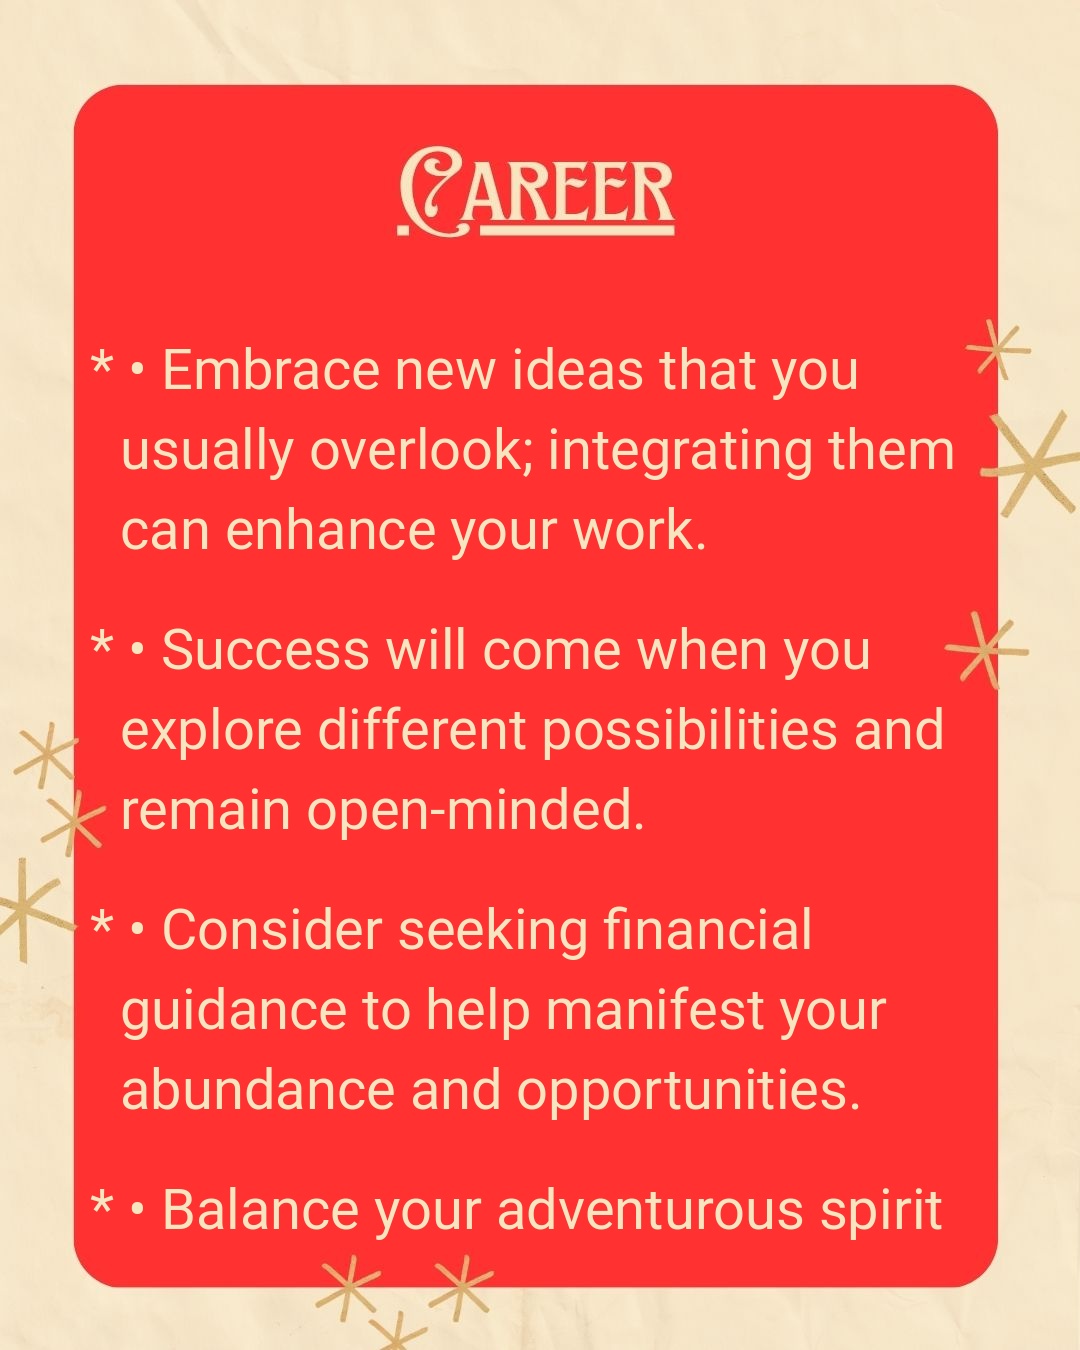 Career
* • Embrace new ideas that you
usually overlook; integrating them
can enhance your work.
* • Success will come when you
explore different possibilities and
remain open-minded.
* • Consider seeking financial
guidance to help manifest your
abundance and opportunities.
* • Balance your adventurous spirit